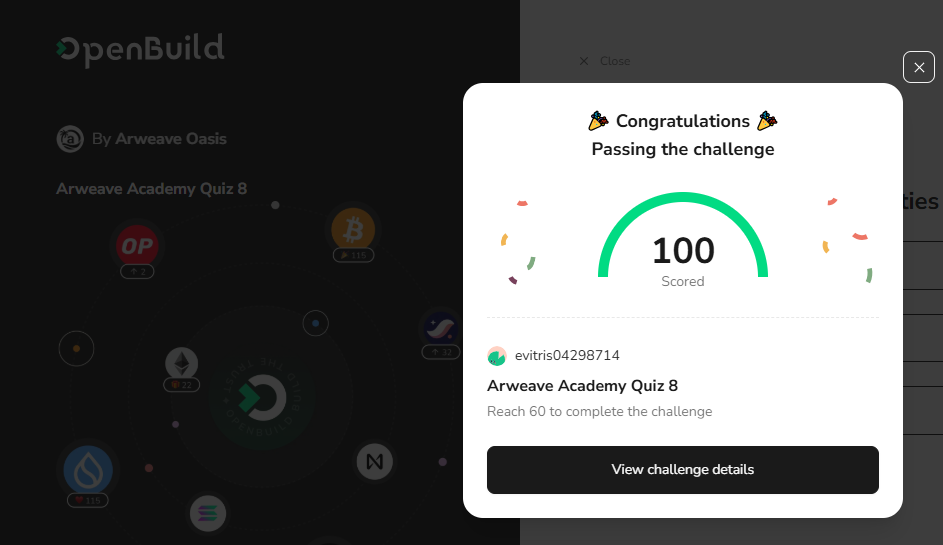 OpenBuild
Close
By Arweave Oasis
Arweave Academy Quiz 8
OP
2
115
32
22
115
ties
Congratulations
Passing the challenge
100
Scored
evitris04298714
Arweave Academy Quiz 8
Reach 60 to complete the challenge
View challenge details